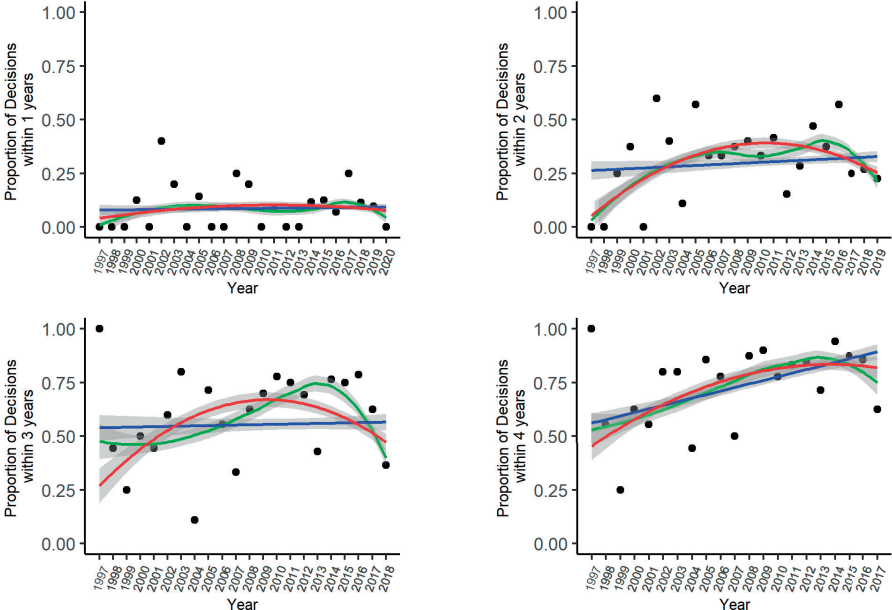 1.00
0.75
0.50
0.25
0.00
Proportion of Decisions
within 1 years
1997 1998 1999 2000 2001 2002 2003 2004 2005 2006 2007 2008 2009 2010 2011 2012 2013 2014 2015 2016 2017 2018 2019 2020
Year
1.00
0.75
0.50
0.25
0.00
Proportion of Decisions
within 2 years
1997 1998 1999 2000 2001 2002 2003 2004 2005 2006 2007 2008 2009 2010 2011 2012 2013 2014 2015 2016 2017 2018 2019
Year
1.00
0.75
0.50
0.25
0.00
Proportion of Decisions
within 3 years
1997 1998 1999 2000 2001 2002 2003 2004 2005 2006 2007 2008 2009 2010 2011 2012 2013 2014 2015 2016 2017 2018
Year
1.00
0.75
0.50
0.25
0.00
Proportion of Decisions
within 4 years
1997 1998 1999 2000 2001 2002 2003 2004 2005 2006 2007 2008 2009 2010 2011 2012 2013 2014 2015 2016 2017
Year